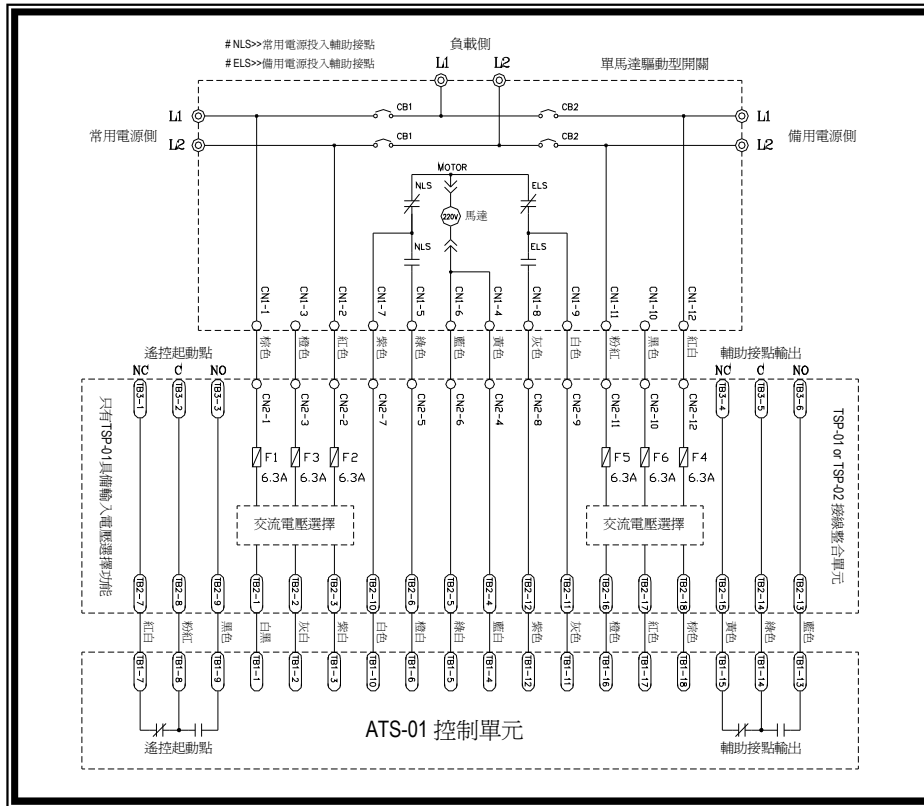 # NLS>>常用電源投入輔助接點
# ELS>>備用電源投入輔助接點
負載側
L1 L2
單馬達驅動型開關
常用電源側
L1 CB1 CB2 L1
L2 CB1 CB2 L2
備用電源側
MOTOR
NLS ELS
220V 馬達
NLS ELS
CN1-1 CN1-3 CN1-2 CN1-7 CN1-5 CN1-6 CN1-4 CN1-8 CN1-9 CN1-11 CN1-10 CN1-12
棕色 橙色 紅色 紫色 綠色 藍色 黃色 灰色 白色 粉紅 黑色 紅白
遙控起動點
NC C NO
輔助接點輸出
NC C NO
TB3-1 TB3-2 TB3-3 TB3-4 TB3-5 TB3-6
CN2-1 CN2-3 CN2-2 CN2-7 CN2-5 CN2-6 CN2-4 CN2-8 CN2-9 CN2-11 CN2-10 CN2-12
只有TSP-01具備輸入電壓選擇功能
TSP-01 or TSP-02 接線整合單元
F1 F3 F2 F5 F6 F4
6.3A 6.3A 6.3A 6.3A 6.3A 6.3A
交流電壓選擇 交流電壓選擇
TB2-7 TB2-8 TB2-9 TB2-1 TB2-2 TB2-3 TB2-10 TB2-6 TB2-5 TB2-4 TB2-12 TB2-11 TB2-16 TB2-17 TB2-18 TB2-15 TB2-14 TB2-13
紅白 粉紅 黑色 白黑 灰白 紫白 白色 橙白 綠白 藍白 紫色 灰色 橙色 紅色 棕色 黃色 綠色 藍色
TB1-7 TB1-8 TB1-9 TB1-1 TB1-2 TB1-3 TB1-10 TB1-6 TB1-5 TB1-4 TB1-12 TB1-11 TB1-16 TB1-17 TB1-18 TB1-15 TB1-14 TB1-13
ATS-01 控制單元
遙控起動點 輔助接點輸出